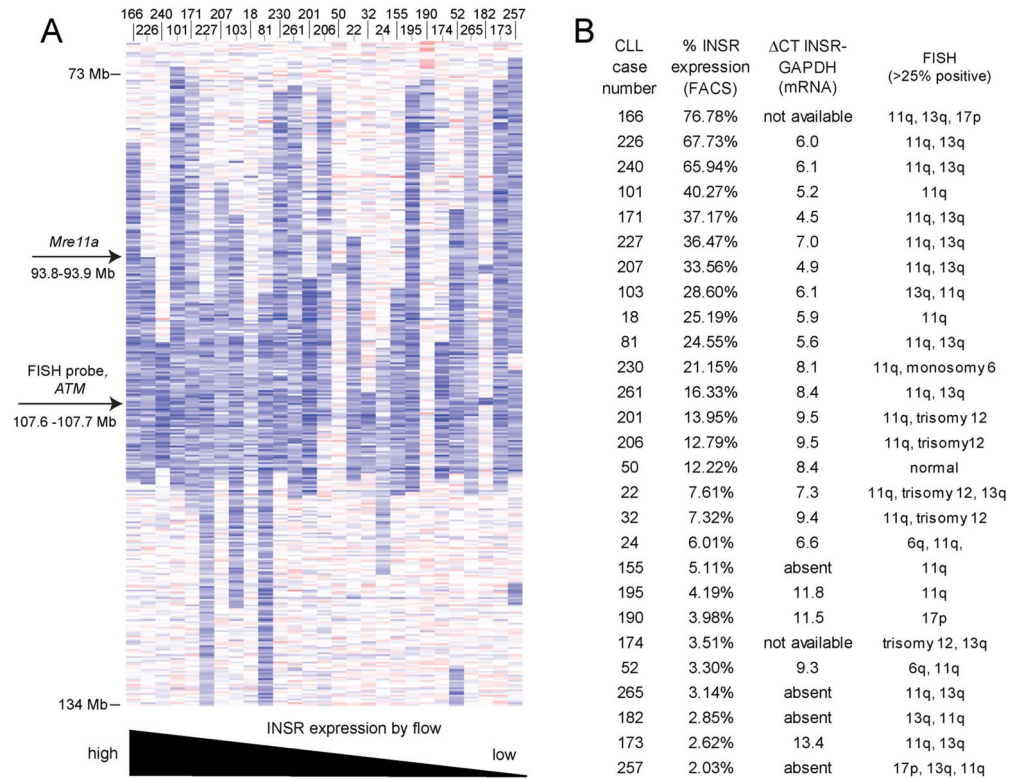 A
166 240 171 207 18 230 201 50 32 155 190 52 182 257
226 101 227 103 81 261 206 22 24 195 174 265 173
73 Mb
Mre11a
93.8-93.9 Mb
FISH probe,
ATM
107.6 -107.7 Mb
134 Mb
INSR expression by flow
high
low
B
CLL case number % INSR expression (FACS) ΔCT INSR-GAPDH (mRNA) FISH (>25% positive)
166 76.78% not available 11q, 13q, 17p
226 67.73% 6.0 11q, 13q
240 65.94% 6.1 11q, 13q
101 40.27% 5.2 11q
171 37.17% 4.5 11q, 13q
227 36.47% 7.0 11q, 13q
207 33.56% 4.9 11q, 13q
103 28.60% 6.1 13q, 11q
18 25.19% 5.9 11q
81 24.55% 5.6 11q, 13q
230 21.15% 8.1 11q, monosomy 6
261 16.33% 8.4 11q, 13q
201 13.95% 9.5 11q, trisomy 12
206 12.79% 9.5 11q, trisomy12
50 12.22% 8.4 normal
22 7.61% 7.3 11q, trisomy 12, 13q
32 7.32% 9.4 11q, trisomy 12
24 6.01% 6.6 6q, 11q,
155 5.11% absent 11q
195 4.19% 11.8 11q
190 3.98% 11.5 17p
174 3.51% not available trisomy 12, 13q
52 3.30% 9.3 6q, 11q
265 3.14% absent 11q, 13q
182 2.85% absent 13q, 11q
173 2.62% 13.4 11q, 13q
257 2.03% absent 17p, 13q, 11q